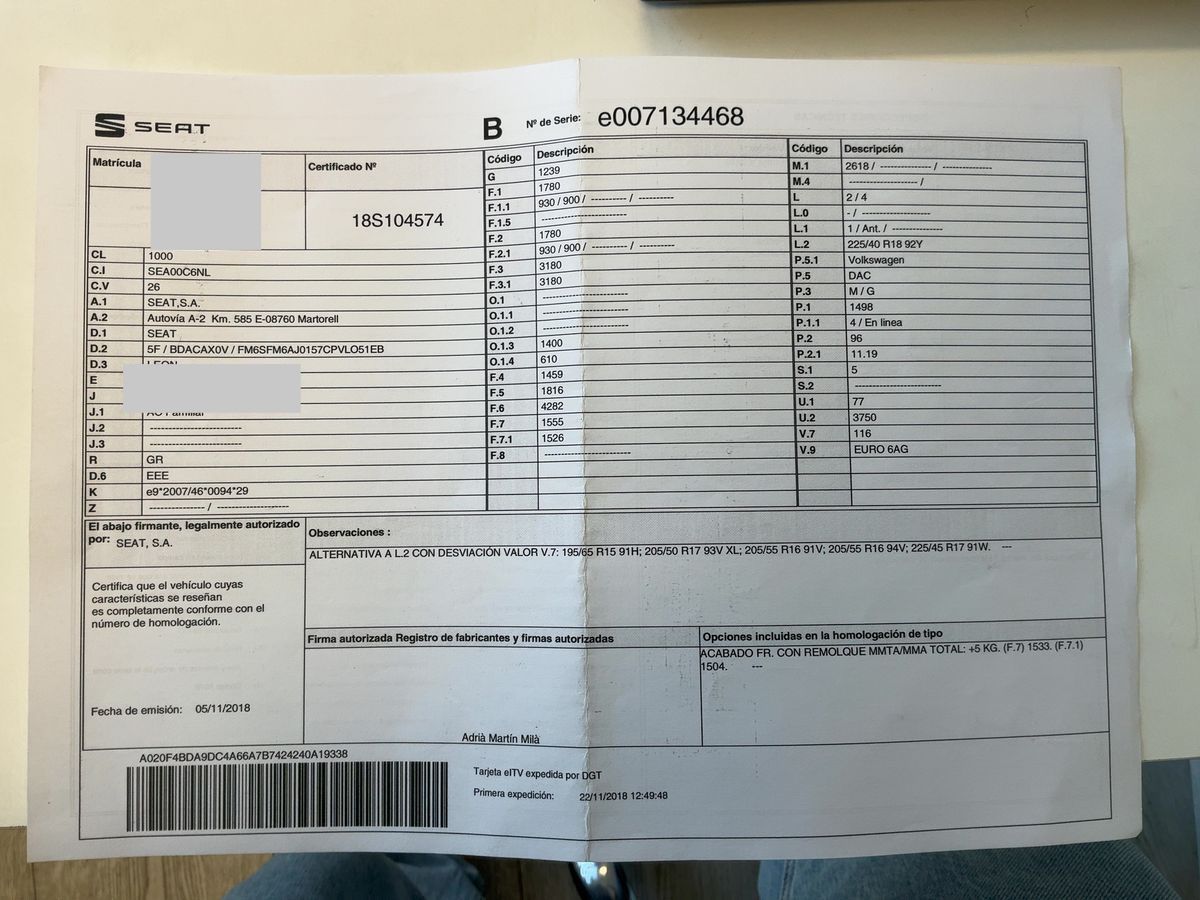 SEAT
B Nº de Serie: e007134468
Matrícula
Certificado Nº
18S104574
CL 1000
C.I SEA00C6NL
C.V 26
A.1 SEAT,S.A.
A.2 Autovía A-2 Km. 585 E-08760 Martorell
D.1 SEAT
D.2 5F / BDACAX0V / FM6SFM6AJ0157CPVLO51EB
D.3 LEON
E
J
J.1 AC Familiar
J.2 ------------------------
J.3 ------------------------
R GR
D.6 EEE
K e9*2007/46*0094*29
Z --------------- / -------------------
Código Descripción
G 1239
F.1 1780
F.1.1 930 / 900 / ---------- / ----------
F.1.5 ------------------------
F.2 1780
F.2.1 930 / 900 / ---------- / ----------
F.3 3180
F.3.1 3180
O.1 ------------------------
O.1.1 ------------------------
O.1.2 ------------------------
O.1.3 1400
O.1.4 610
F.4 1459
F.5 1816
F.6 4282
F.7 1555
F.7.1 1526
F.8 ------------------------
Código Descripción
M.1 2618 / -------------- / --------------
M.4 ------------------- /
L 2 / 4
L.0 - / -------------------
L.1 1 / Ant. / --------------
L.2 225/40 R18 92Y
P.5.1 Volkswagen
P.5 DAC
P.3 M / G
P.1 1498
P.1.1 4 / En linea
P.2 96
P.2.1 11.19
S.1 5
S.2 ------------------------
U.1 77
U.2 3750
V.7 116
V.9 EURO 6AG
El abajo firmante, legalmente autorizado
por: SEAT, S.A.
Certifica que el vehículo cuyas
características se reseñan
es completamente conforme con el
número de homologación.
Fecha de emisión: 05/11/2018
Observaciones :
ALTERNATIVA A L.2 CON DESVIACIÓN VALOR V.7: 195/65 R15 91H; 205/50 R17 93V XL; 205/55 R16 91V; 205/55 R16 94V; 225/45 R17 91W. ---
Firma autorizada Registro de fabricantes y firmas autorizadas
Adrià Martín Milà
Opciones incluidas en la homologación de tipo
ACABADO FR. CON REMOLQUE MMTA/MMA TOTAL: +5 KG. (F.7) 1533. (F.7.1)
1504. ---
A020F4BDA9DC4A66A7B7424240A19338
Tarjeta eITV expedida por DGT
Primera expedición: 22/11/2018 12:49:48